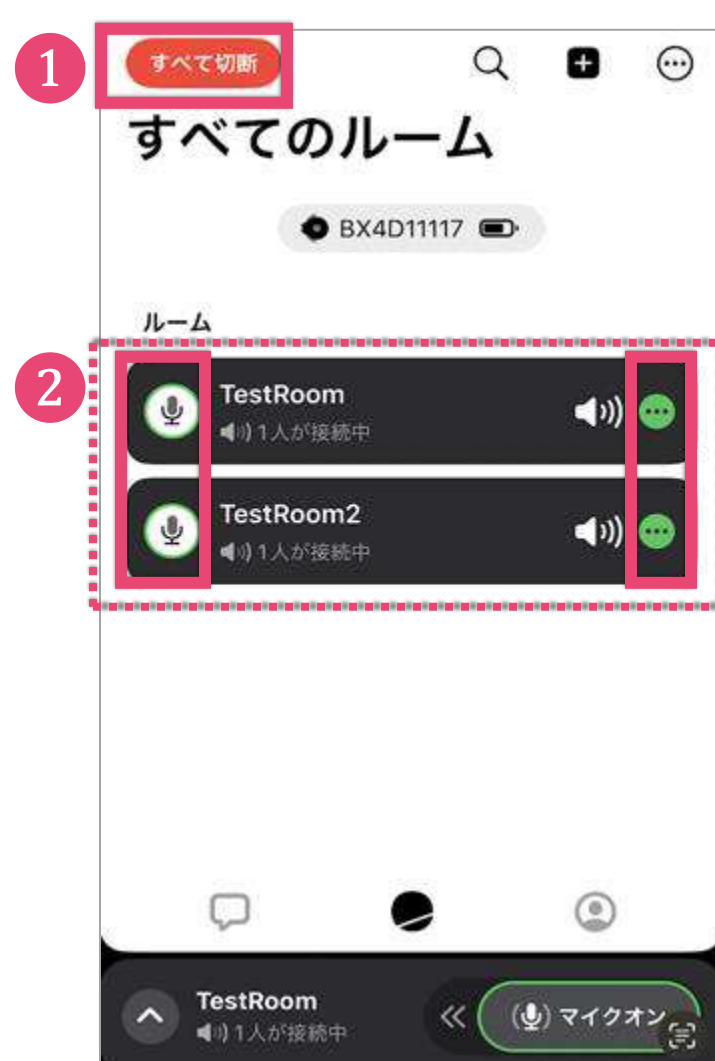 1
すべて切断
すべてのルーム
BX4D11117
ルーム
2
TestRoom
1人が接続中
TestRoom2
1人が接続中
TestRoom
1人が接続中
マイクオン